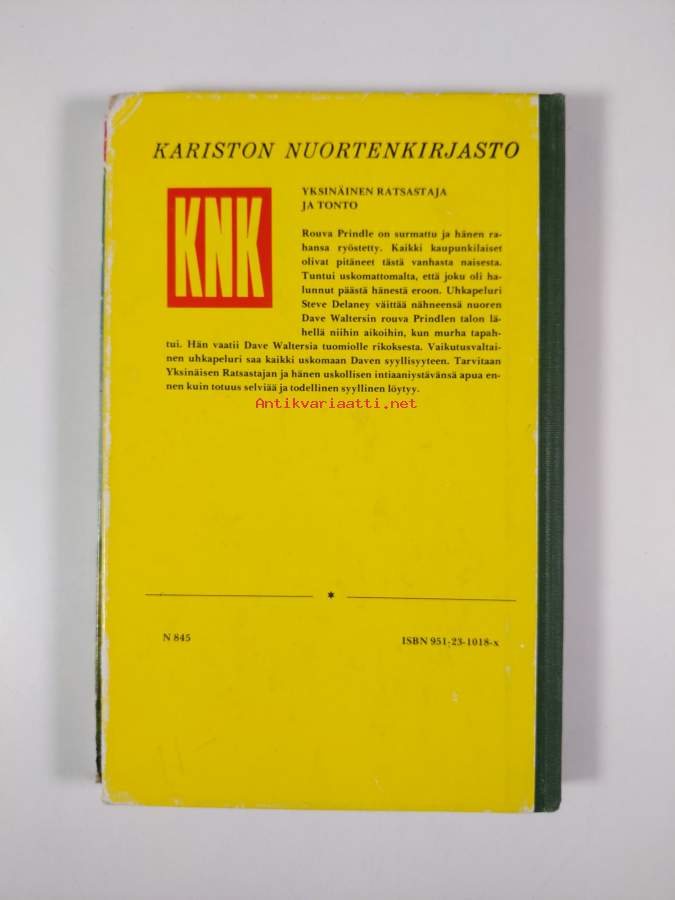 KARISTON NUORTENKIRJASTO
KNK
YKSINÄINEN RATSASTAJA
JA TONTO
Rouva Prindle on surmattu ja hänen ra-
hansa ryöstetty. Kaikki kaupunkilaiset
olivat pitäneet tästä vanhasta naisesta.
Tuntui uskomattomalta, että joku oli ha-
lunnut päästä hänestä eroon. Uhkapeluri
Steve Delaney väittää nähneensä nuoren
Dave Waltersin rouva Prindlen talon lä-
hellä niihin aikoihin, kun murha tapah-
tui. Hän vaatii Dave Waltersia tuomiolle rikoksesta. Vaikutusvaltai-
nen uhkapeluri saa kaikki uskomaan Daven syyllisyyteen. Tarvitaan
Yksinäisen Ratsastajan ja hänen uskollisen intiaaniystävänsä apua en-
nen kuin totuus selviää ja todellinen syyllinen löytyy.
Antikvariaatti.net
N 845
ISBN 951-23-1018-x